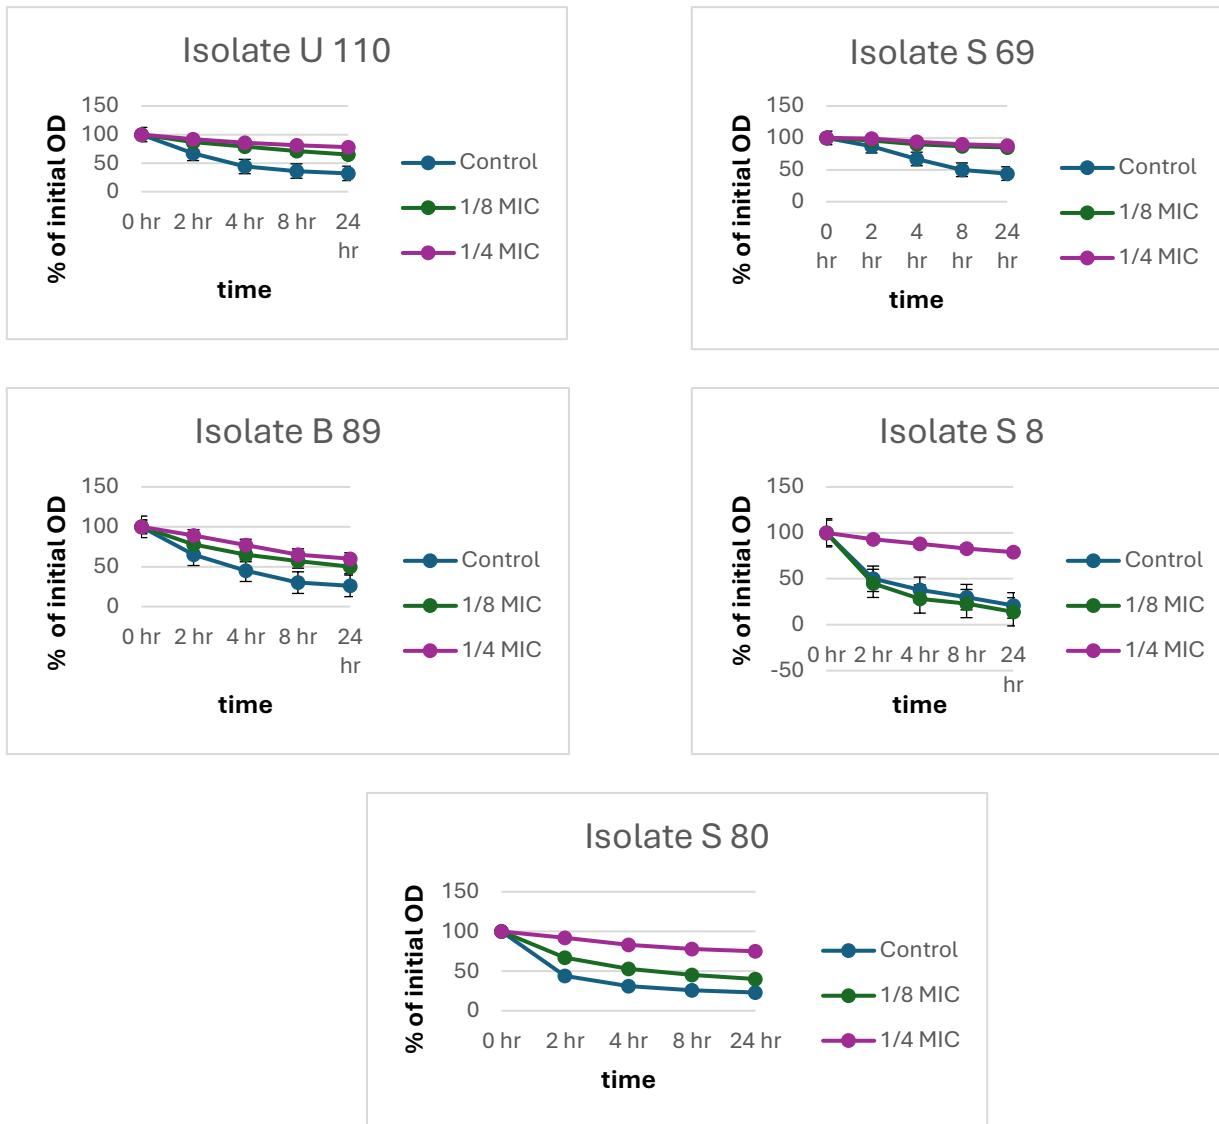 Isolate U 110
% of initial OD
150
100
50
0
0 hr 2 hr 4 hr 8 hr 24
hr
time
Control
1/8 MIC
1/4 MIC
Isolate S 69
% of initial OD
150
100
50
0
0 2 4 8 24
hr hr hr hr hr
time
Control
1/8 MIC
1/4 MIC
Isolate B 89
% of initial OD
150
100
50
0
0 hr 2 hr 4 hr 8 hr 24
hr
time
Control
1/8 MIC
1/4 MIC
Isolate S 8
% of initial OD
150
100
50
0
-50
0 hr 2 hr 4 hr 8 hr 24
hr
time
Control
1/8 MIC
1/4 MIC
Isolate S 80
% of initial OD
150
100
50
0
0 hr 2 hr 4 hr 8 hr 24 hr
time
Control
1/8 MIC
1/4 MIC